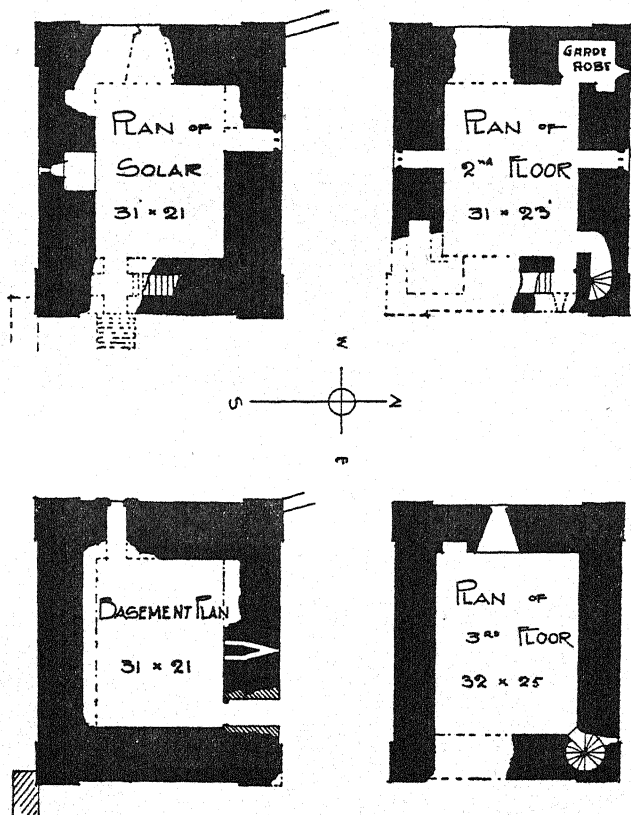 PLAN OF
SOLAR
31' × 21
GARDE
ROBE
PLAN OF
2ND FLOOR
31 × 23'
W
S
N
E
BASEMENT PLAN
31 × 21
PLAN OF
3RD FLOOR
32 × 25